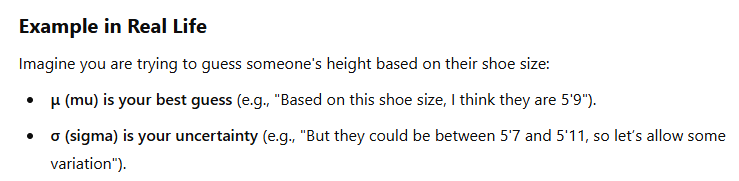 Example in Real Life
Imagine you are trying to guess someone's height based on their shoe size:
• μ (mu) is your best guess (e.g., "Based on this shoe size, I think they are 5'9").
• σ (sigma) is your uncertainty (e.g., "But they could be between 5'7 and 5'11, so let’s allow some
variation").